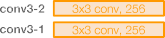 conv3-2 3x3 conv, 256
conv3-1 3x3 conv, 256